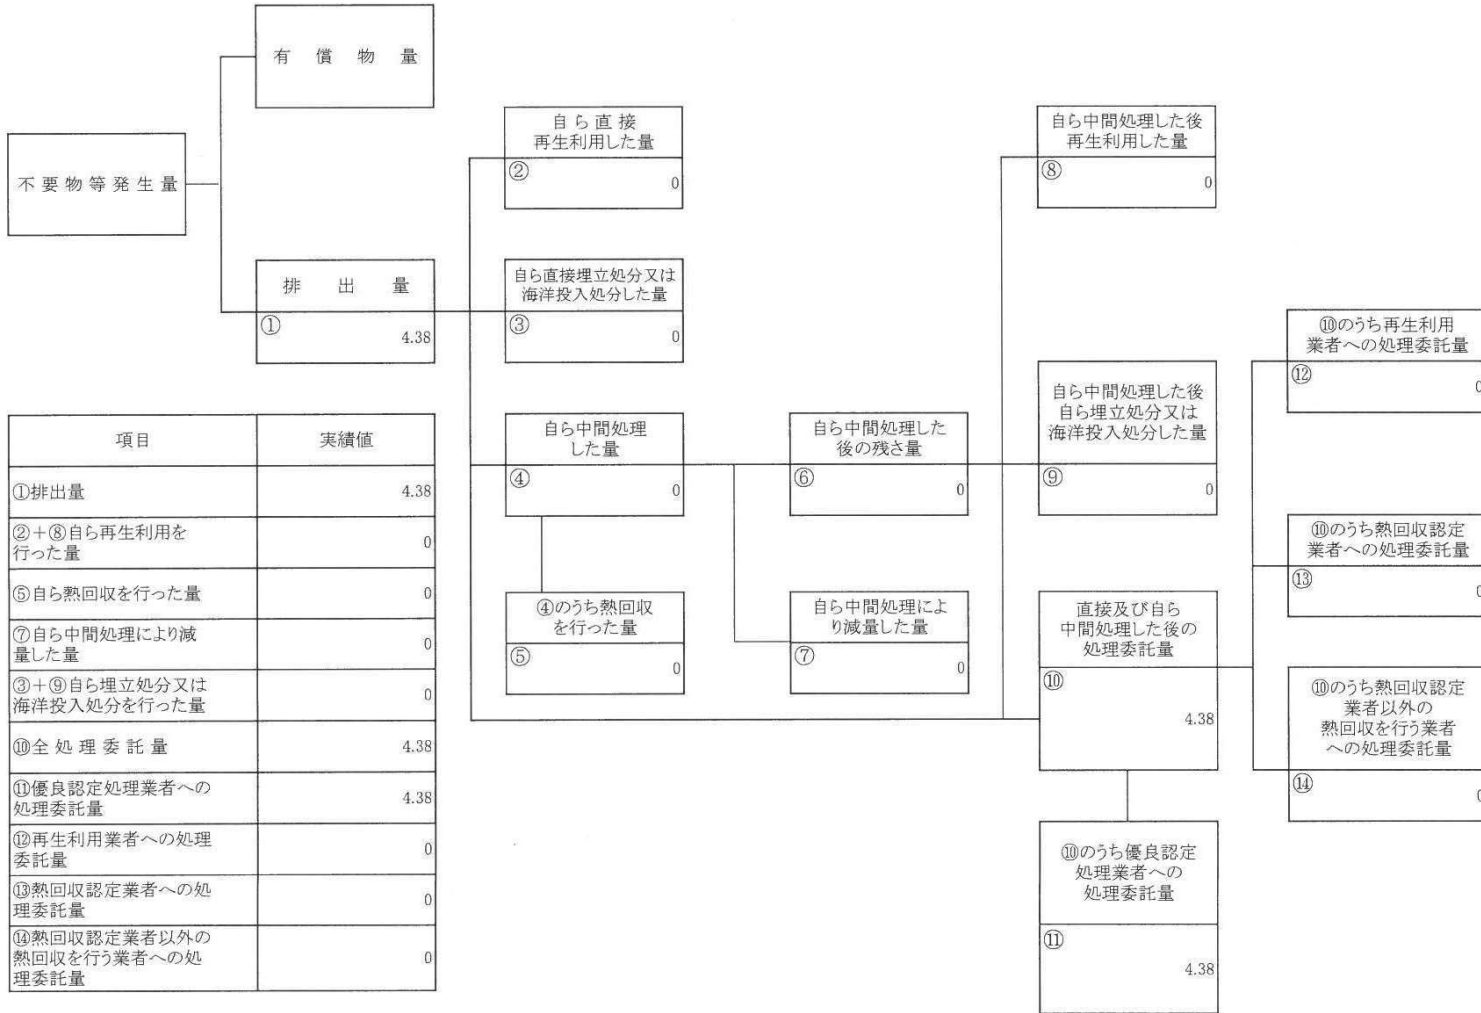 有償物量
不要物等発生量
排出量
①
4.38
自ら直接
再生利用した量
②
0
自ら直接埋立処分又は
海洋投入処分した量
③
0
自ら中間処理
した量
④
0
④のうち熱回収
を行った量
⑤
0
自ら中間処理した
後の残さ量
⑥
0
自ら中間処理によ
り減量した量
⑦
0
自ら中間処理した後
再生利用した量
⑧
0
自ら中間処理した後
自ら埋立処分又は
海洋投入処分した量
⑨
0
直接及び自ら
中間処理した後の
処理委託量
⑩
4.38
⑩のうち優良認定
処理業者への
処理委託量
⑪
4.38
⑩のうち再生利用
業者への処理委託量
⑫
0
⑩のうち熱回収認定
業者への処理委託量
⑬
0
⑩のうち熱回収認定
業者以外の
熱回収を行う業者
への処理委託量
⑭
0
項目 実績値
①排出量 4.38
②+⑧自ら再生利用を
行った量 0
⑤自ら熱回収を行った量 0
⑦自ら中間処理により減
量した量 0
③+⑨自ら埋立処分又は
海洋投入処分を行った量 0
⑩全処理委託量 4.38
⑪優良認定処理業者への
処理委託量 4.38
⑫再生利用業者への処理
委託量 0
⑬熱回収認定業者への処
理委託量 0
⑭熱回収認定業者以外の
熱回収を行う業者への処
理委託量 0